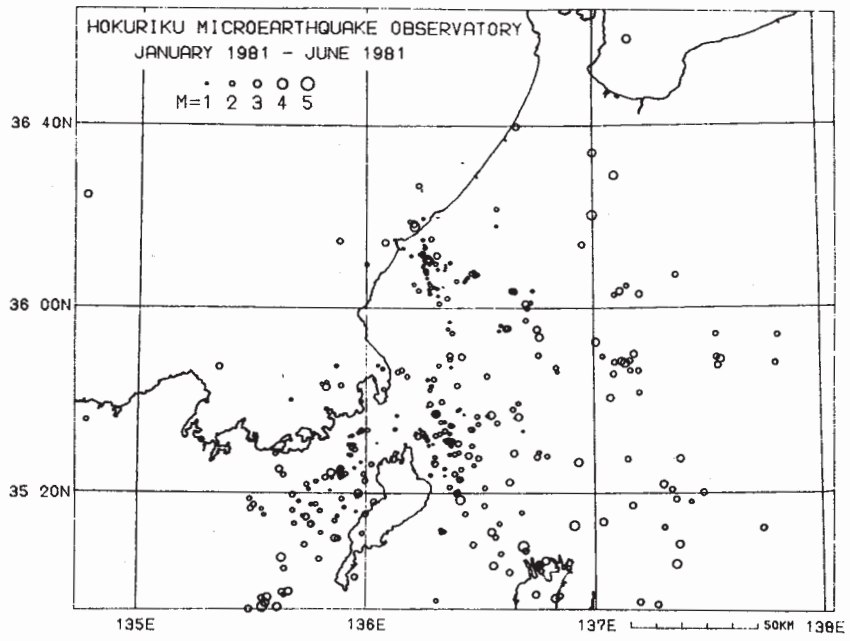 HOKURIKU MICROEARTHQUAKE OBSERVATORY
JANUARY 1981 - JUNE 1981
M=1 2 3 4 5
36 40N
36 00N
35 20N
135E 136E 137E 50KM 138E